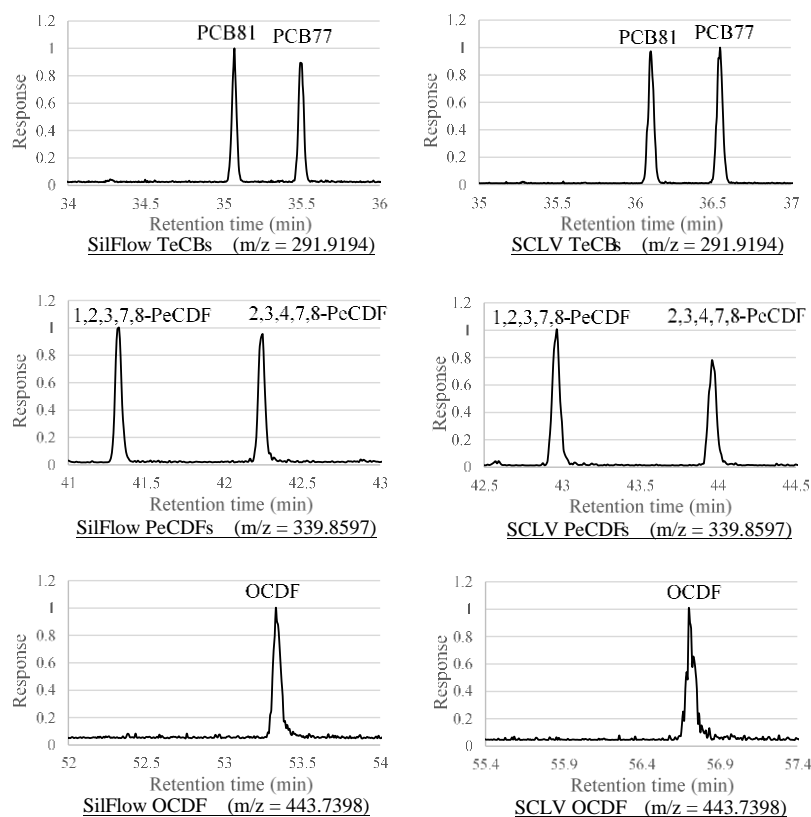 1.2
1
0.8
0.6
0.4
0.2
0
Response
PCB81
PCB77
34
34.5
35
35.5
36
Retention time (min)
SilFlow TeCBs (m/z = 291.9194)
1.2
1
0.8
0.6
0.4
0.2
0
Response
PCB81
PCB77
35
35.5
36
36.5
37
Retention time (min)
SCLV TeCBs (m/z = 291.9194)
1.2
1
0.8
0.6
0.4
0.2
0
Response
1,2,3,7,8-PeCDF
2,3,4,7,8-PeCDF
41
41.5
42
42.5
43
Retention time (min)
SilFlow PeCDFs (m/z = 339.8597)
1.2
1
0.8
0.6
0.4
0.2
0
Response
1,2,3,7,8-PeCDF
2,3,4,7,8-PeCDF
42.5
43
43.5
44
44.5
Retention time (min)
SCLV PeCDFs (m/z = 339.8597)
1.2
1
0.8
0.6
0.4
0.2
0
Response
OCDF
52
52.5
53
53.5
54
Retention time (min)
SilFlow OCDF (m/z = 443.7398)
1.2
1
0.8
0.6
0.4
0.2
0
Response
OCDF
55.4
55.9
56.4
56.9
57.4
Retention time (min)
SCLV OCDF (m/z = 443.7398)